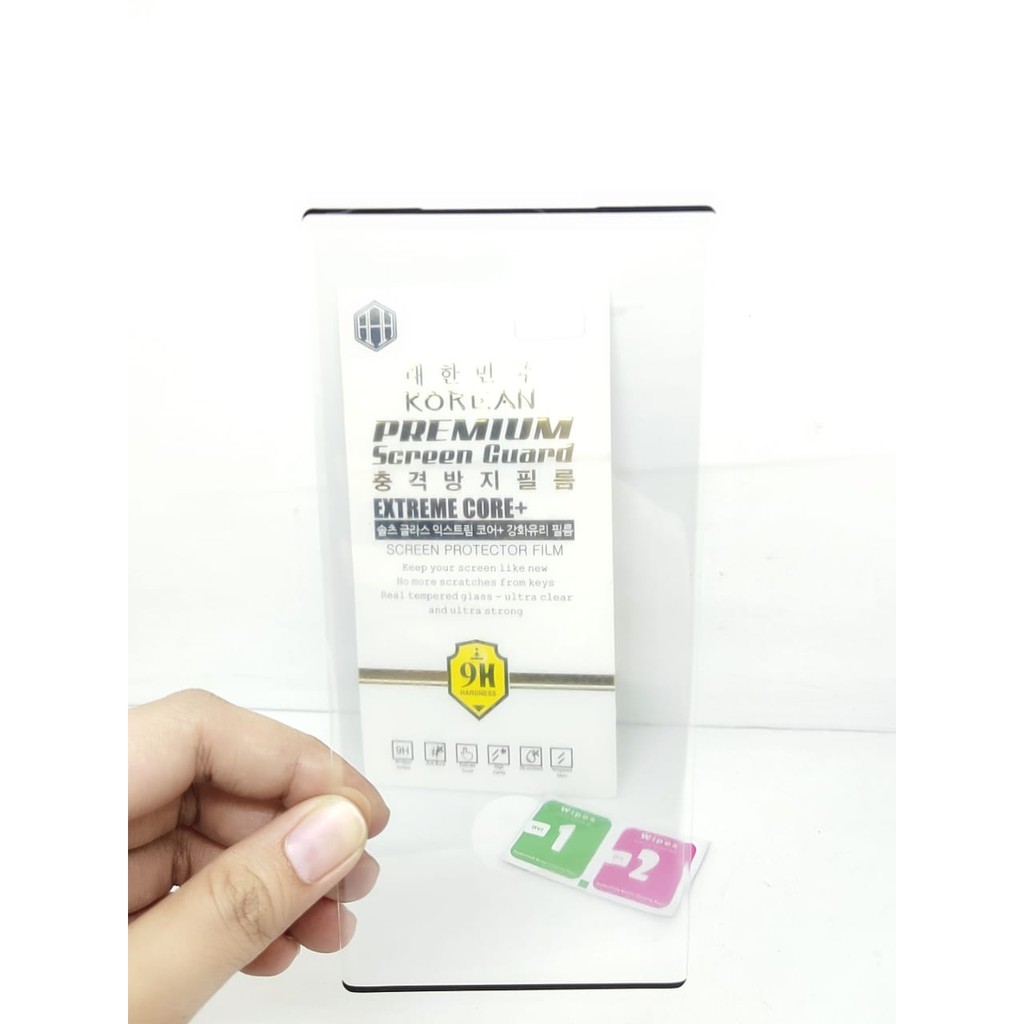 대한민국
KOREAN
PREMIUM
Screen Guard
충격방지필름
EXTREME CORE+
솔츠 글라스 익스트림 코어+ 강화유리 필름
SCREEN PROTECTOR FILM
Keep your screen like new
No more scratches from keys
Real tempered glass - ultra clear
and ultra strong
9H
HARDNESS
9H
Wipes
WET
1
Wipes
2